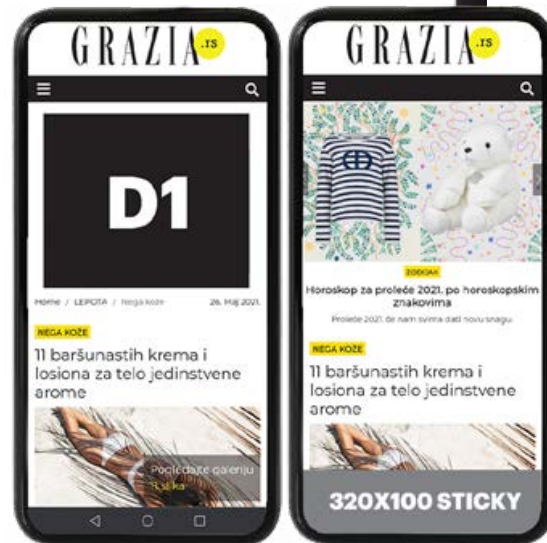 GRAZIA.rs
D1
Home / LEPOTA / Nega kože
26. Maj 2021.
NEGA KOŽE
11 baršunastih krema i
losiona za telo jedinstvene
arome
Pogledajte galeriju
11 slika
GRAZIA.rs
ZODIJAK
Horoskop za proleće 2021. po horoskopskim
znakovima
Proleće 2021. će nam svima dati novu snagu.
NEGA KOŽE
11 baršunastih krema i
losiona za telo jedinstvene
arome
320X100 STICKY